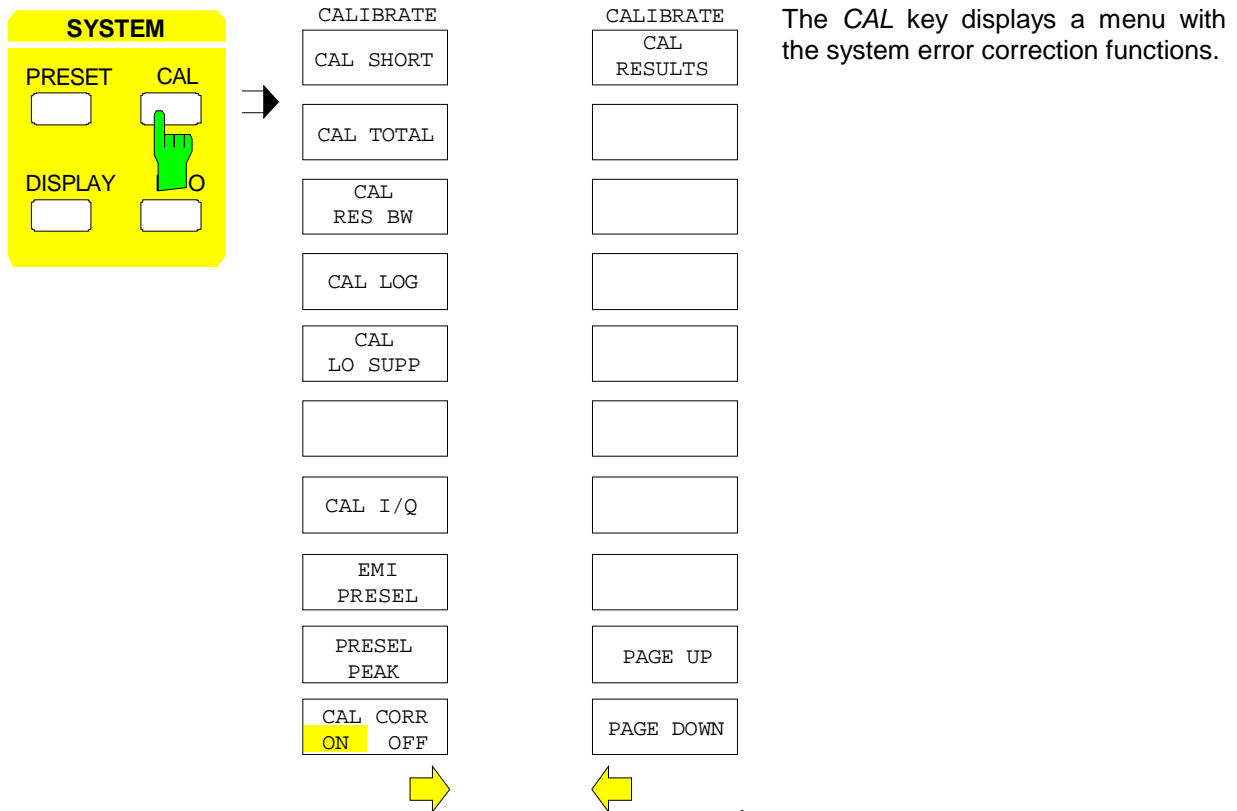 SYSTEM
PRESET CAL
DISPLAY
CALIBRATE
CAL SHORT
CAL TOTAL
CAL
RES BW
CAL LOG
CAL
LO SUPP
CAL I/Q
EMI
PRESEL
PRESEL
PEAK
CAL CORR
ON OFF
CALIBRATE
CAL
RESULTS
PAGE UP
PAGE DOWN
The CAL key displays a menu with
the system error correction functions.